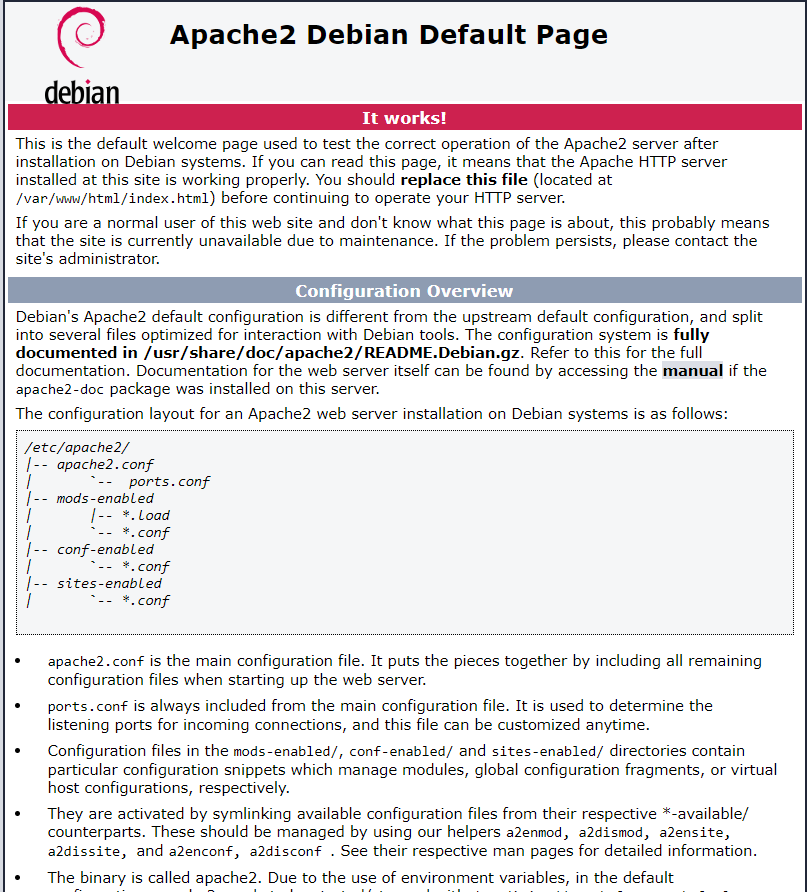 Apache2 Debian Default Page
debian
It works!
This is the default welcome page used to test the correct operation of the Apache2 server after
installation on Debian systems. If you can read this page, it means that the Apache HTTP server
installed at this site is working properly. You should replace this file (located at
/var/www/html/index.html) before continuing to operate your HTTP server.
If you are a normal user of this web site and don't know what this page is about, this probably means
that the site is currently unavailable due to maintenance. If the problem persists, please contact the
site's administrator.
Configuration Overview
Debian's Apache2 default configuration is different from the upstream default configuration, and split
into several files optimized for interaction with Debian tools. The configuration system is fully
documented in /usr/share/doc/apache2/README.Debian.gz. Refer to this for the full
documentation. Documentation for the web server itself can be found by accessing the manual if the
apache2-doc package was installed on this server.
The configuration layout for an Apache2 web server installation on Debian systems is as follows:
/etc/apache2/
|-- apache2.conf
|       `--  ports.conf
|-- mods-enabled
|       |-- *.load
|       `-- *.conf
|-- conf-enabled
|       `-- *.conf
|-- sites-enabled
|       `-- *.conf
• apache2.conf is the main configuration file. It puts the pieces together by including all remaining
configuration files when starting up the web server.
• ports.conf is always included from the main configuration file. It is used to determine the
listening ports for incoming connections, and this file can be customized anytime.
• Configuration files in the mods-enabled/, conf-enabled/ and sites-enabled/ directories contain
particular configuration snippets which manage modules, global configuration fragments, or virtual
host configurations, respectively.
• They are activated by symlinking available configuration files from their respective *-available/
counterparts. These should be managed by using our helpers a2enmod, a2dismod, a2ensite,
a2dissite, and a2enconf, a2disconf . See their respective man pages for detailed information.
• The binary is called apache2. Due to the use of environment variables, in the default